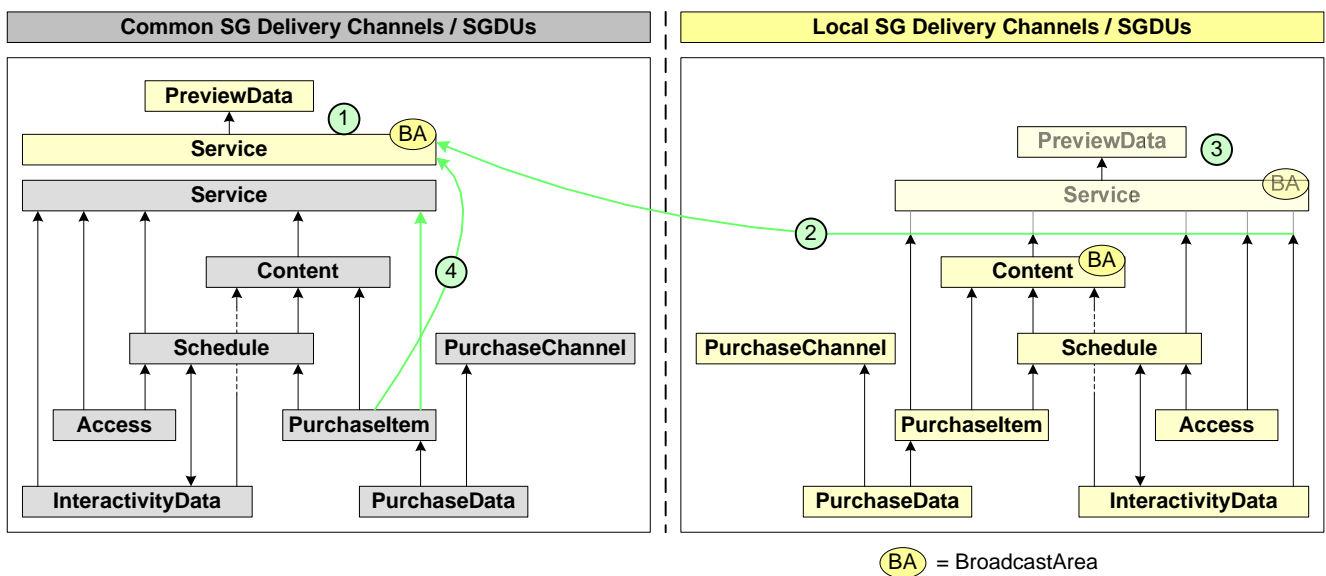 Common SG Delivery Channels / SGDUs
Local SG Delivery Channels / SGDUs
PreviewData
1
BA
Service
Service
Content
4
Schedule
PurchaseChannel
Access
PurchaseItem
InteractivityData
PurchaseData
2
PreviewData
3
BA
Service
BA
Content
PurchaseChannel
Schedule
PurchaseItem
Access
PurchaseData
InteractivityData
BA = BroadcastArea